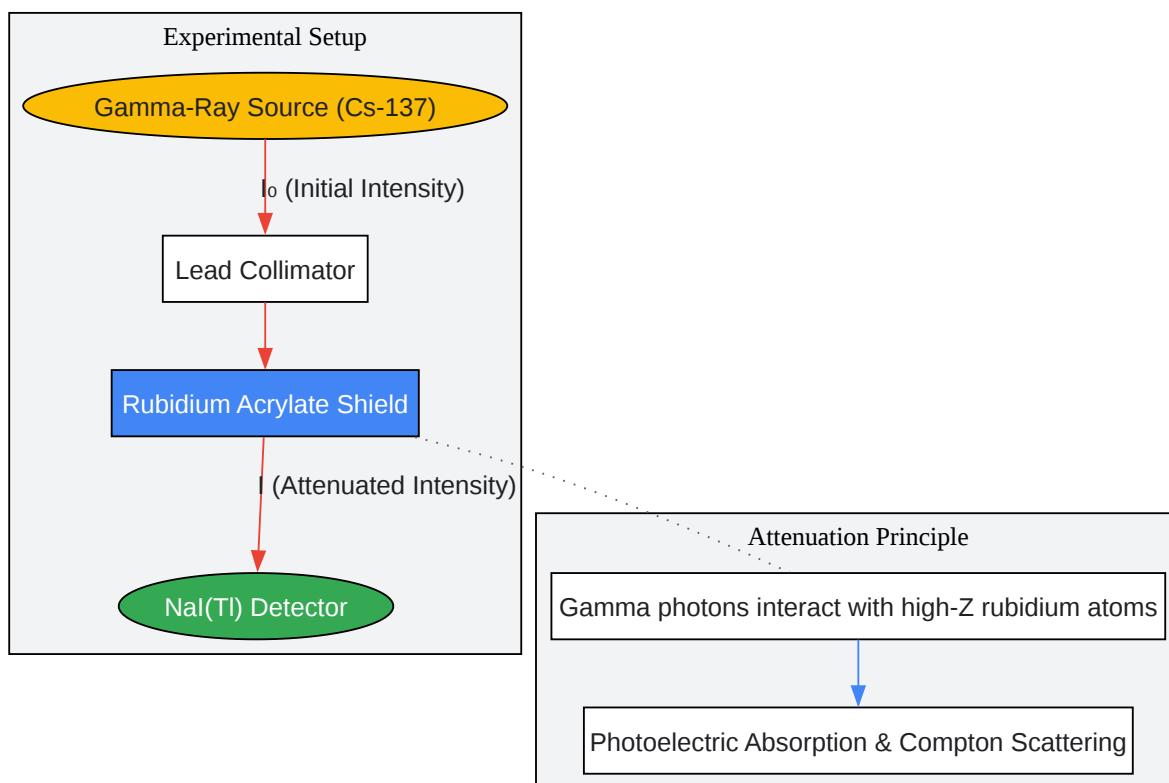 Experimental Setup
Gamma-Ray Source (Cs-137)
I₀ (Initial Intensity)
Lead Collimator
Rubidium Acrylate Shield
I (Attenuated Intensity)
NaI(Tl) Detector
Attenuation Principle
Gamma photons interact with high-Z rubidium atoms
Photoelectric Absorption & Compton Scattering